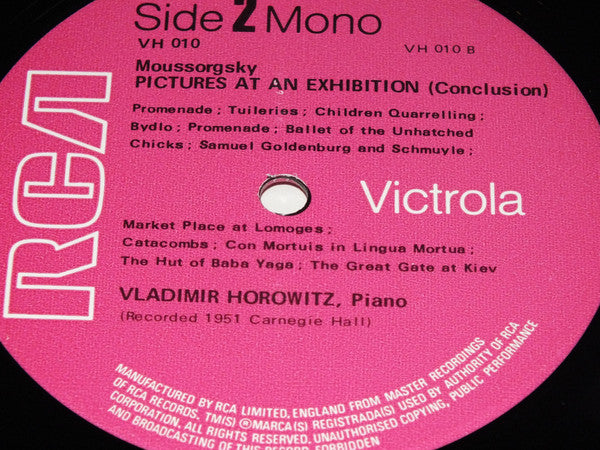 Side 2 Mono
VH 010
VH 010 B
Moussorgsky
PICTURES AT AN EXHIBITION (Conclusion)
Promenade ; Tuileries ; Children Quarrelling ;
Bydlo ; Promenade ; Ballet of the Unhatched
Chicks ; Samuel Goldenburg and Schmuyle ;
RCA
Victrola
Market Place at Lomoges ;
Catacombs ; Con Mortuis in Lingua Mortua ;
The Hut of Baba Yaga ; The Great Gate at Kiev
VLADIMIR HOROWITZ, Piano
(Recorded 1951 Carnegie Hall)
MANUFACTURED BY RCA LIMITED, ENGLAND FROM MASTER RECORDINGS
OF RCA RECORDS. TM(S) ® MARCA(S) REGISTRADA(S) USED BY AUTHORITY OF RCA
CORPORATION. ALL RIGHTS RESERVED. UNAUTHORISED COPYING, PUBLIC PERFORMANCE
AND BROADCASTING OF THIS RECORD FORBIDDEN